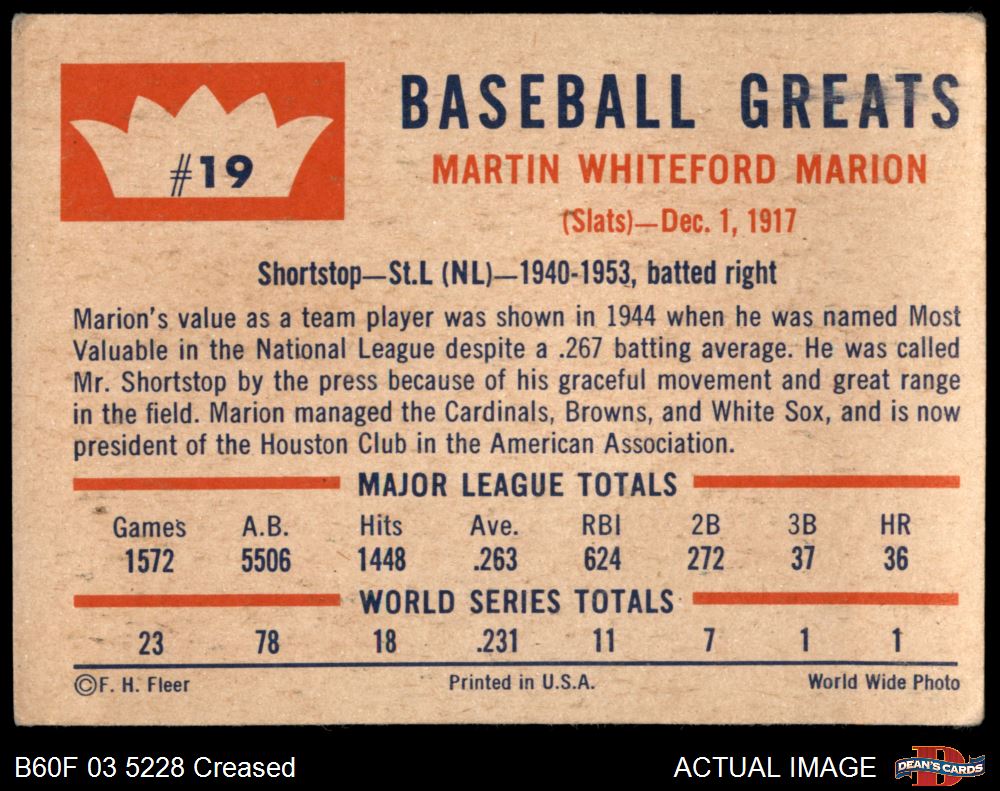 #19
BASEBALL GREATS
MARTIN WHITEFORD MARION
(Slats)—Dec. 1, 1917
Shortstop—St.L (NL)—1940-1953, batted right
Marion's value as a team player was shown in 1944 when he was named Most
Valuable in the National League despite a .267 batting average. He was called
Mr. Shortstop by the press because of his graceful movement and great range
in the field. Marion managed the Cardinals, Browns, and White Sox, and is now
president of the Houston Club in the American Association.
MAJOR LEAGUE TOTALS
Games A.B. Hits Ave. RBI 2B 3B HR
1572 5506 1448 .263 624 272 37 36
WORLD SERIES TOTALS
23 78 18 .231 11 7 1 1
©F. H. Fleer Printed in U.S.A. World Wide Photo
B60F 03 5228 Creased ACTUAL IMAGE D DEAN'S CARDS